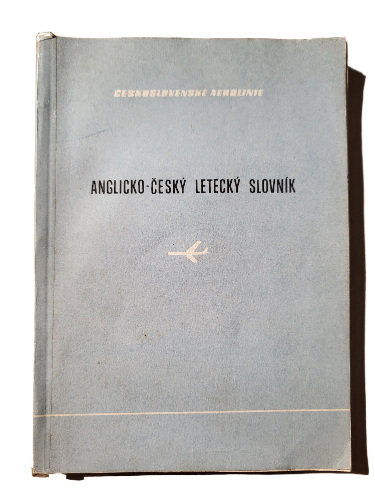 ČESKOSLOVENSKÉ AEROLINIE
ANGLICKO-ČESKÝ LETECKÝ SLOVNÍK